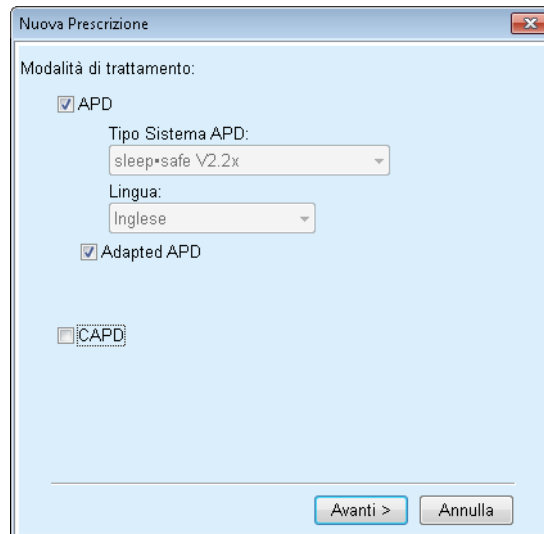 Nuova Prescrizione
Modalità di trattamento:
APD
Tipo Sistema APD:
sleep•safe V2.2x
Lingua:
Inglese
Adapted APD
CAPD
Avanti >
Annulla